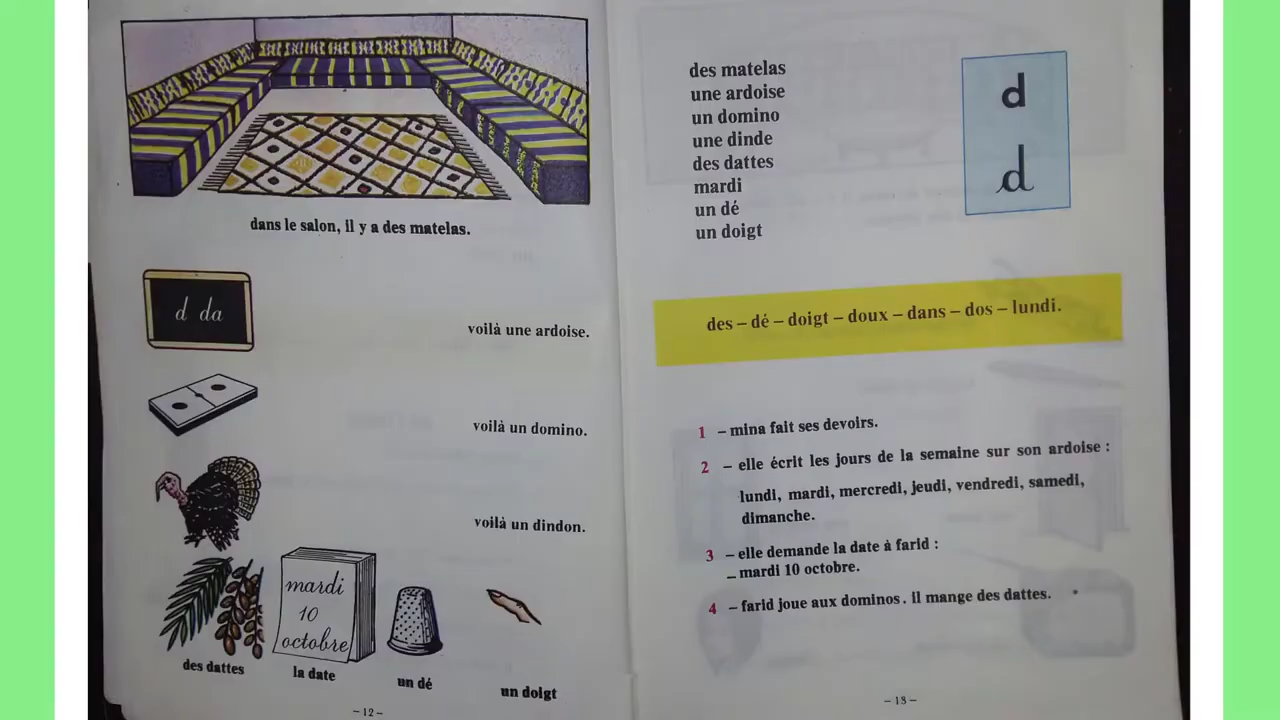 dans le salon, il y a des matelas.
d da
voilà une ardoise.
voilà un domino.
voilà un dindon.
mardi
10
octobre
des dattes
la date
un dé
un doigt
-12-
des matelas
une ardoise
un domino
une dinde
des dattes
mardi
un dé
un doigt
d
d
des – dé – doigt – doux – dans – dos – lundi.
1 – mina fait ses devoirs.
2 – elle écrit les jours de la semaine sur son ardoise :
lundi, mardi, mercredi, jeudi, vendredi, samedi,
dimanche.
3 – elle demande la date à farid :
– mardi 10 octobre.
4 – farid joue aux dominos. il mange des dattes.
-13-